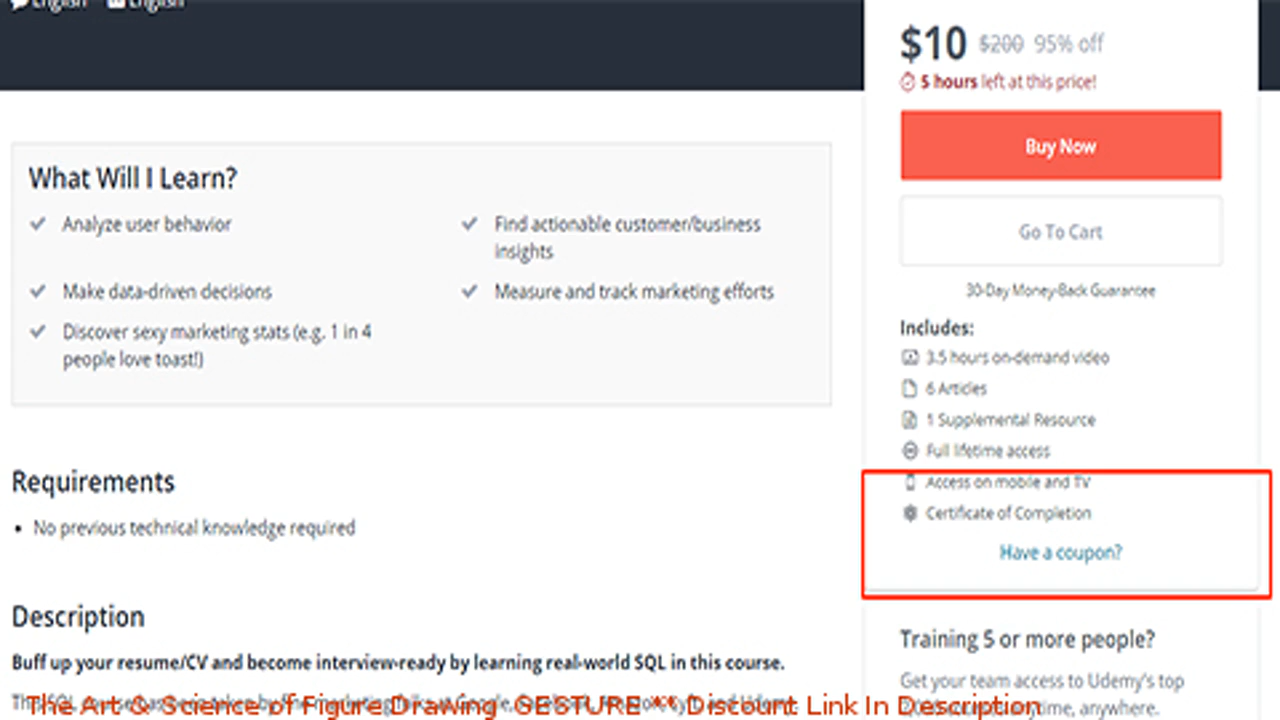 English English
What Will I Learn?
Analyze user behavior
Find actionable customer/business
insights
Make data-driven decisions
Measure and track marketing efforts
Discover sexy marketing stats (e.g. 1 in 4
people love toast!)
Requirements
No previous technical knowledge required
Description
Buff up your resume/CV and become interview-ready by learning real-world SQL in this course.
The Art & Science of Figure Drawing GESTURE ** Discount Link In Description
$10 $200 95% off
5 hours left at this price!
Buy Now
Go To Cart
30-Day Money-Back Guarantee
Includes:
3.5 hours on-demand video
6 Articles
1 Supplemental Resource
Full lifetime access
Access on mobile and TV
Certificate of Completion
Have a coupon?
Training 5 or more people?
Get your team access to Udemy's top
anytime, anywhere.